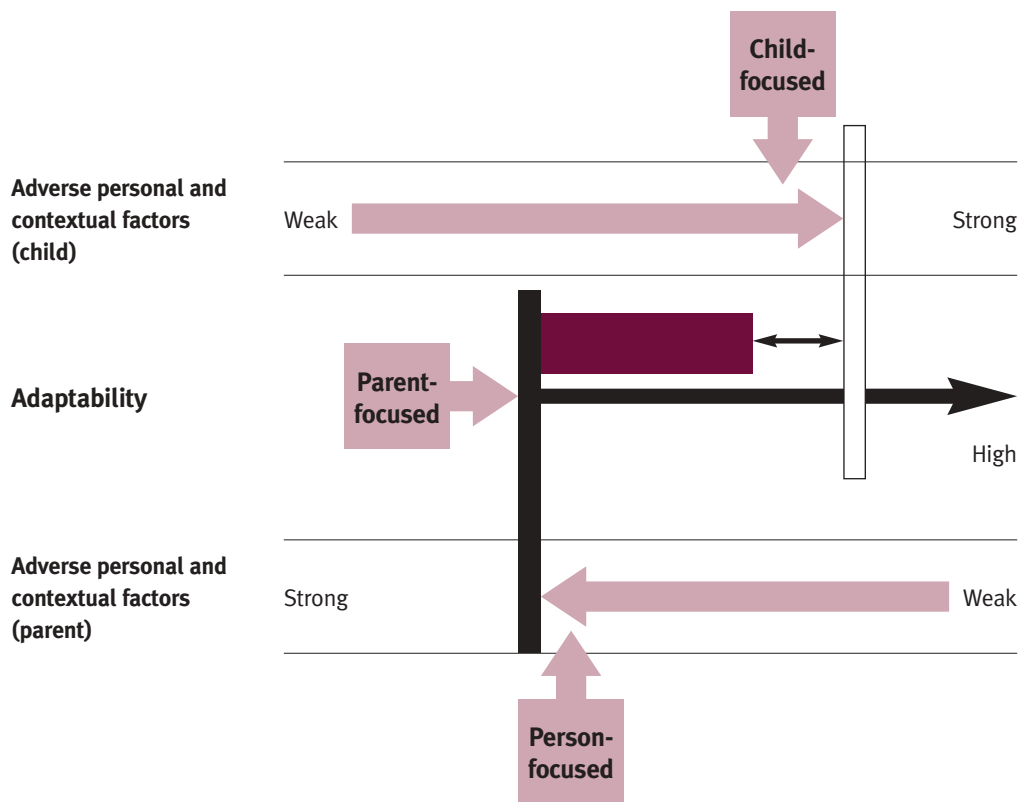 Child-
focused
Adverse personal and
contextual factors
(child)
Weak
Strong
Parent-
focused
Adaptability
High
Adverse personal and
contextual factors
(parent)
Strong
Weak
Person-
focused